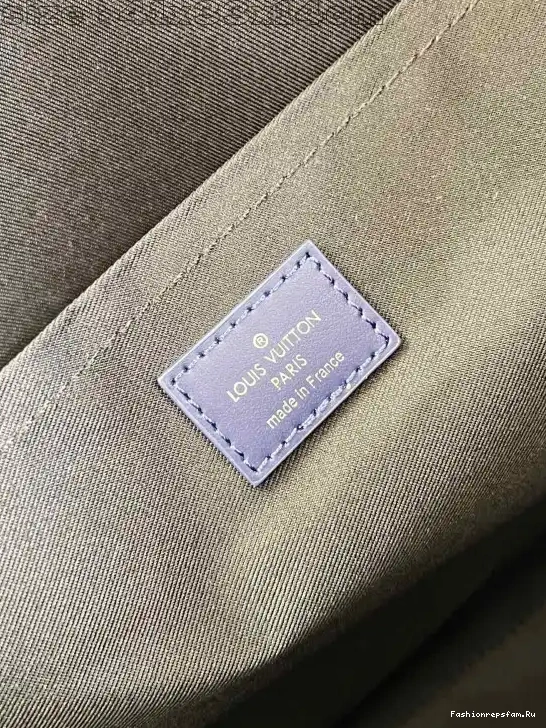 ®
LOUIS VUITTON
PARIS
made in France
Fashionrepsfam.Ru